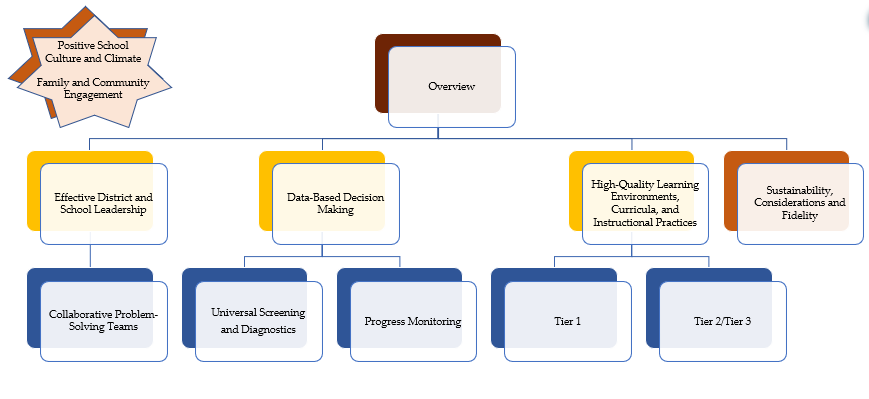 Positive School
Culture and Climate
Family and Community
Engagement
Overview
Effective District and
School Leadership
Data-Based Decision
Making
High-Quality Learning
Environments,
Curricula, and
Instructional Practices
Sustainability,
Considerations and
Fidelity
Collaborative Problem-
Solving Teams
Universal Screening
and Diagnostics
Progress Monitoring
Tier 1
Tier 2/Tier 3